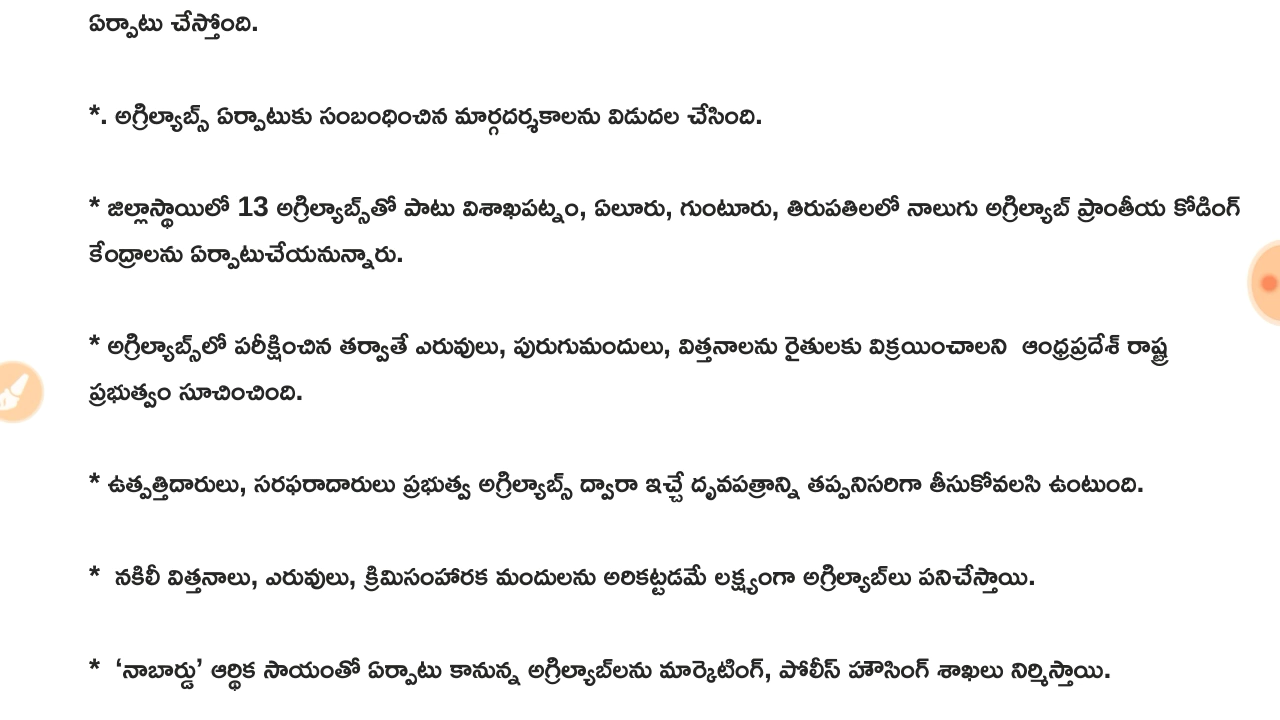 ఏర్పాటు చేస్తోంది.
*. అగ్రిల్యాబ్స్ ఏర్పాటుకు సంబంధించిన మార్గదర్శకాలను విడుదల చేసింది.
* జిల్లాస్థాయిలో 13 అగ్రిల్యాబ్స్‌తో పాటు విశాఖపట్నం, ఏలూరు, గుంటూరు, తిరుపతిలలో నాలుగు అగ్రిల్యాబ్ ప్రాంతీయ కోడింగ్
కేంద్రాలను ఏర్పాటుచేయనున్నారు.
* అగ్రిల్యాబ్స్‌లో పరీక్షించిన తర్వాతే ఎరువులు, పురుగుమందులు, విత్తనాలను రైతులకు విక్రయించాలని ఆంధ్రప్రదేశ్ రాష్ట్ర
ప్రభుత్వం సూచించింది.
* ఉత్పత్తిదారులు, సరఫరాదారులు ప్రభుత్వ అగ్రిల్యాబ్స్ ద్వారా ఇచ్చే దృవపత్రాన్ని తప్పనిసరిగా తీసుకోవలసి ఉంటుంది.
* నకిలీ విత్తనాలు, ఎరువులు, క్రిమిసంహారక మందులను అరికట్టడమే లక్ష్యంగా అగ్రిల్యాబ్‌లు పనిచేస్తాయి.
* ‘నాబార్డు’ ఆర్థిక సాయంతో ఏర్పాటు కానున్న అగ్రిల్యాబ్‌లను మార్కెటింగ్, పోలీస్ హౌసింగ్ శాఖలు నిర్మిస్తాయి.